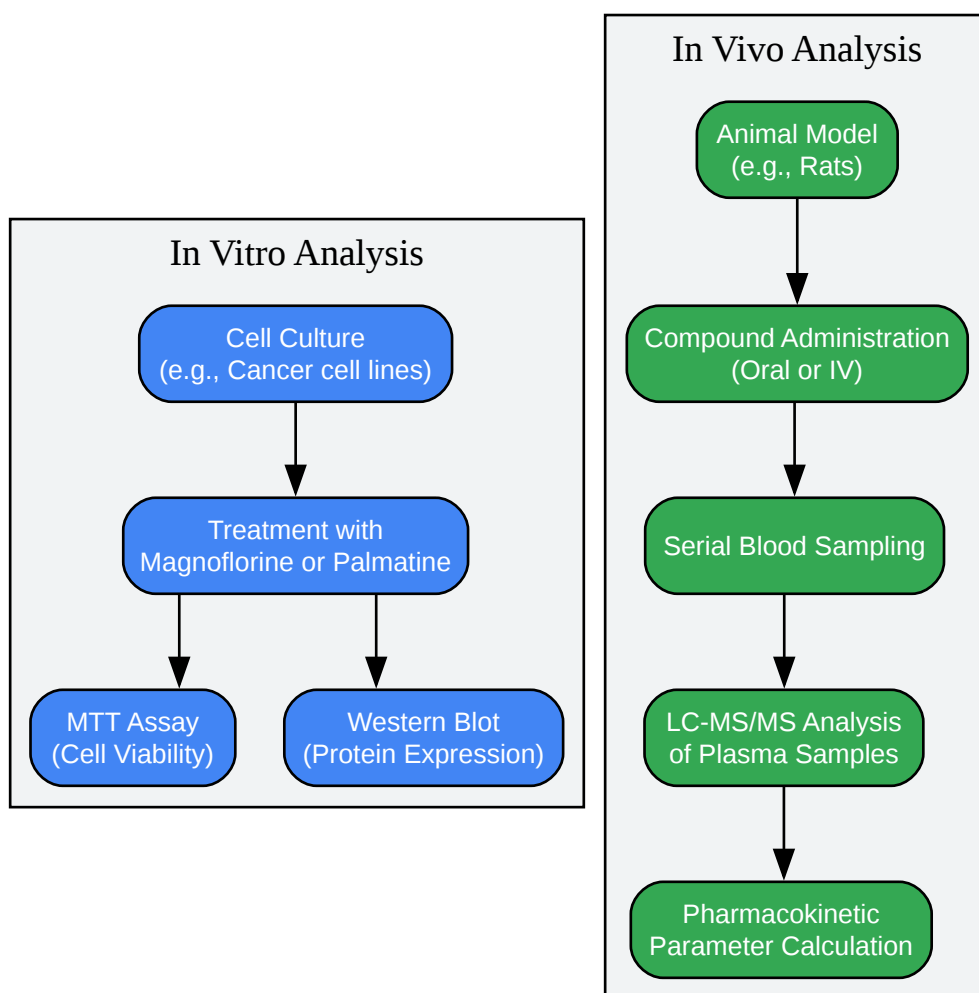 In Vitro Analysis
Cell Culture
(e.g., Cancer cell lines)
Treatment with
Magnoflorine or Palmatine
MTT Assay
(Cell Viability)
Western Blot
(Protein Expression)
In Vivo Analysis
Animal Model
(e.g., Rats)
Compound Administration
(Oral or IV)
Serial Blood Sampling
LC-MS/MS Analysis
of Plasma Samples
Pharmacokinetic
Parameter Calculation